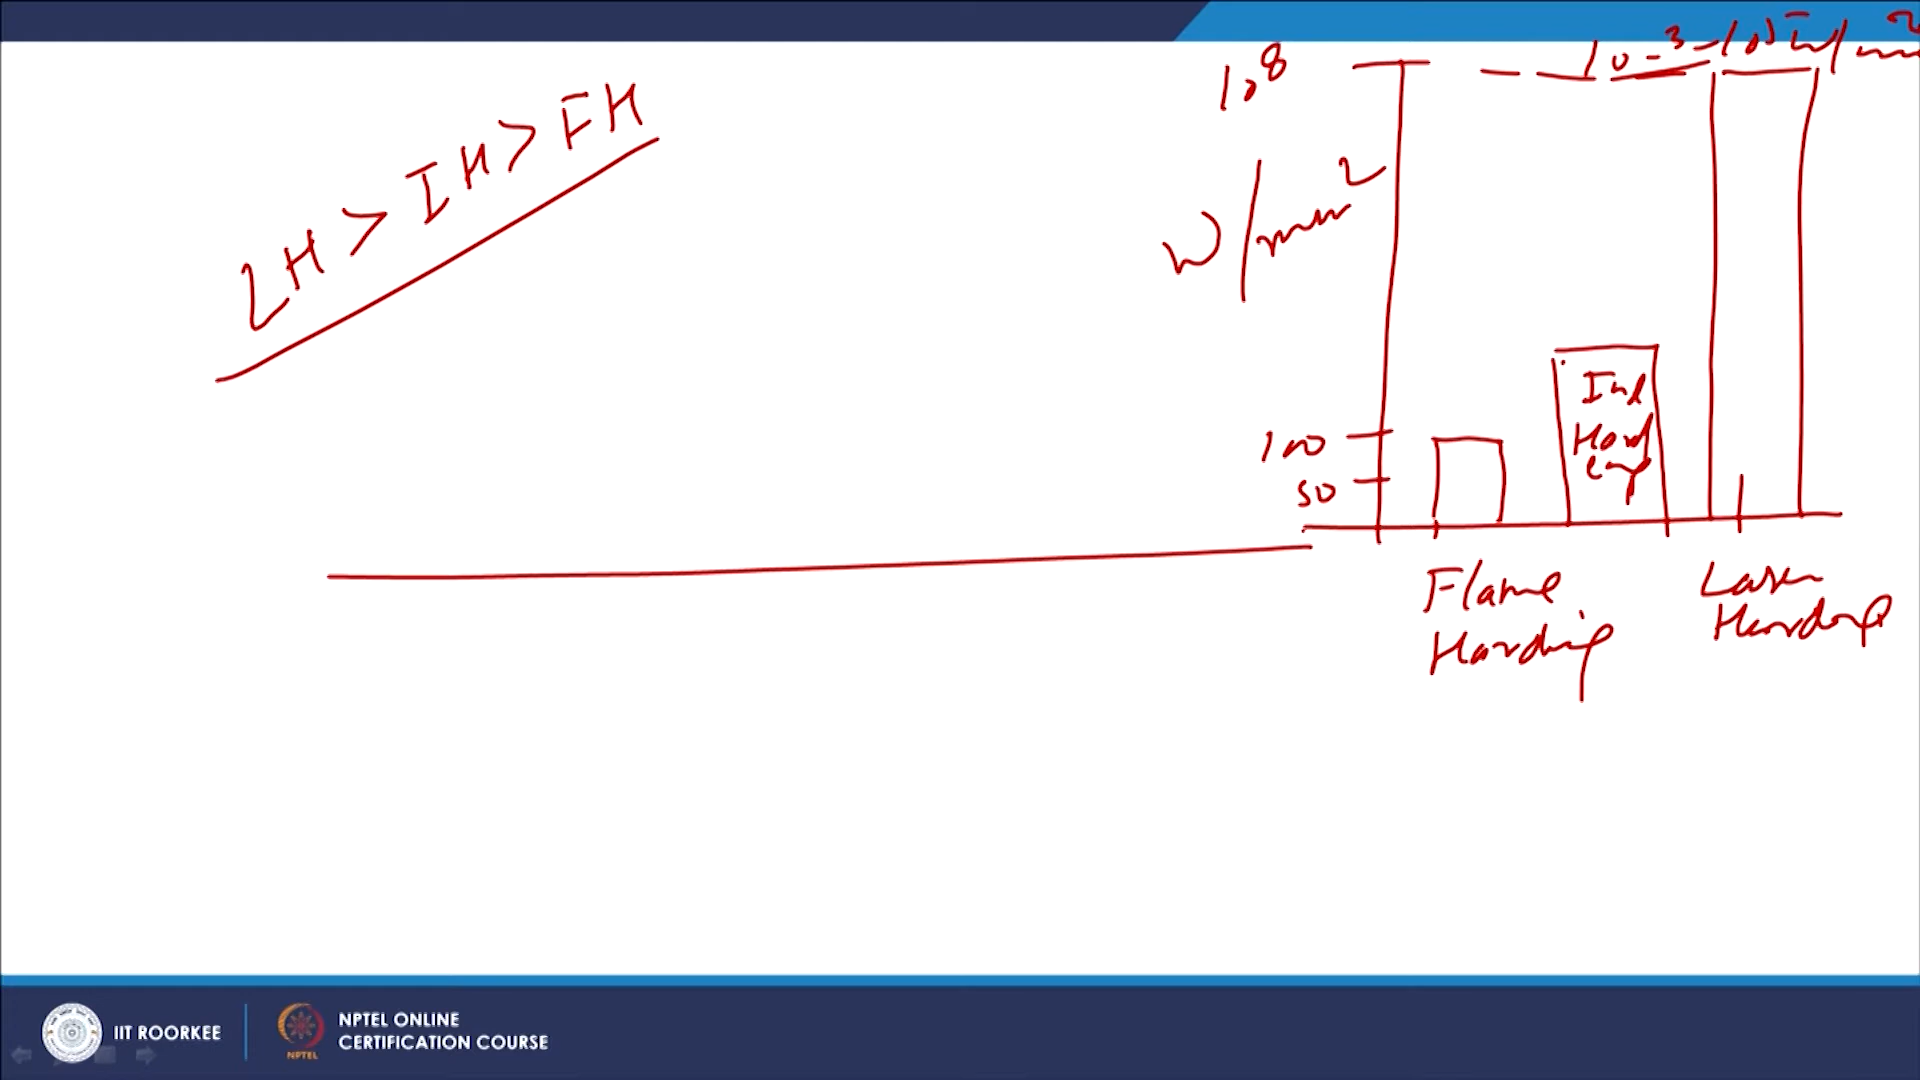 LH > IH > FH
10^8
10^-3 - 10^5 W/mm^2
W/mm^2
100
50
Ind
Hard
Flame
Harding
Laser
IIT ROORKEE
NPTEL
NPTEL ONLINE
CERTIFICATION COURSE